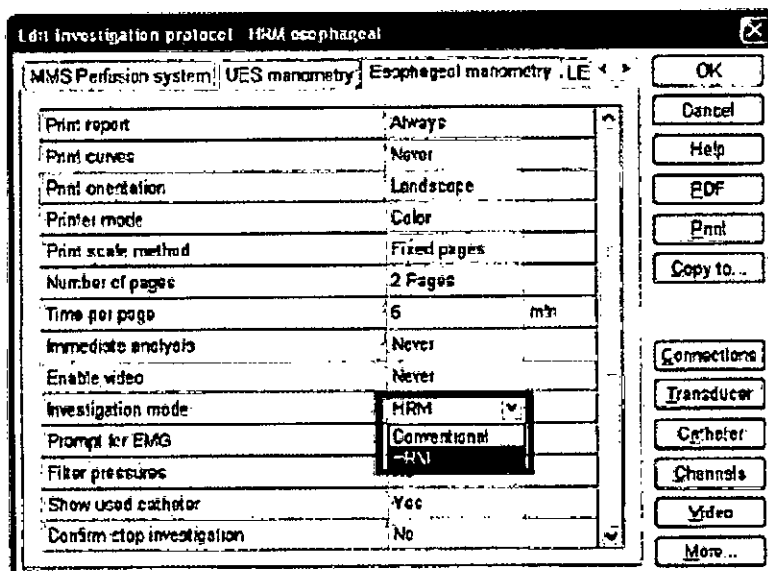 Edit investigation protocol HRM esophageal
MMS Perfusion system UES manometry Esophageal manometry LE
Print report Always
Print curves Never
Print orientation Landscape
Printer mode Color
Print scale method Fixed pages
Number of pages 2 Pages
Time per page 6 min
Immediate analysis Never
Enable video Never
Investigation mode HRM
Prompt for EMG Conventional
Filter pressures HRM
Show used catheter Yes
Confirm stop investigation No
OK
Cancel
Help
PDF
Print
Copy to...
Connections
Transducer
Catheter
Channels
Video
More...